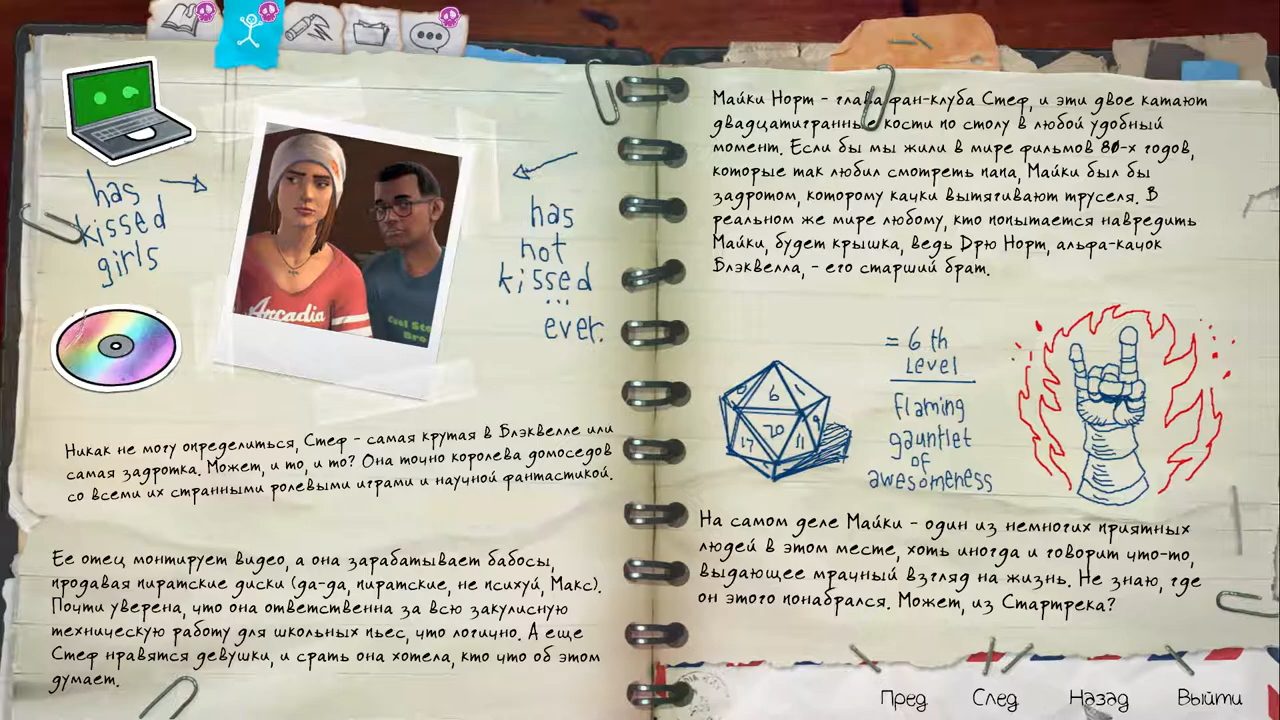 has
kissed
girls
has
not
kissed
...
ever.
Arcadia
Cool Sto
Bro
Никак не могу определиться, Стеф - самая крутая в Блэквелле или
самая задротка. Может, и то, и то? Она точно королева домоседов
со всеми их странными ролевыми играми и научной фантастикой.
Ее отец монтирует видео, а она зарабатывает бабосы,
продавая пиратские диски (да-да, пиратские, не психуй, Макс).
Почти уверена, что она ответственна за всю закулисную
техническую работу для школьных пьес, что логично. А еще
Стеф нравятся девушки, и срать она хотела, кто что об этом
думает.
Майки Норт - глава фан-клуба Стеф, и эти двое катают
двадцатигранные кости по столу в любой удобный
момент. Если бы мы жили в мире фильмов 80-х годов,
которые так любил смотреть папа, Майки был бы
задротом, которому качки вытягивают труселя. В
реальном же мире любому, кто попытается навредить
Майки, будет крышка, ведь Дрю Норт, альфа-качок
Блэквелла, - его старший брат.
6
20
17
11
9
= 6th
Level
flaming
gauntlet
of
awesomeness
На самом деле Майки - один из немногих приятных
людей в этом месте, хоть иногда и говорит что-то,
выдающее мрачный взгляд на жизнь. Не знаю, где
он этого понабрался. Может, из Стартрека?
Пред След Назад Выйти